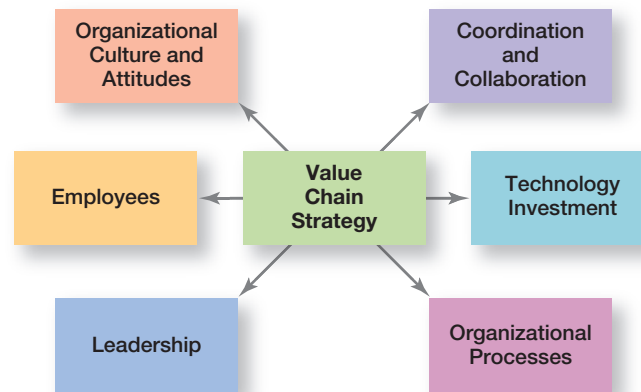 Organizational
Culture and
Attitudes
Coordination
and
Collaboration
Employees
Value
Chain
Strategy
Technology
Investment
Leadership
Organizational
Processes